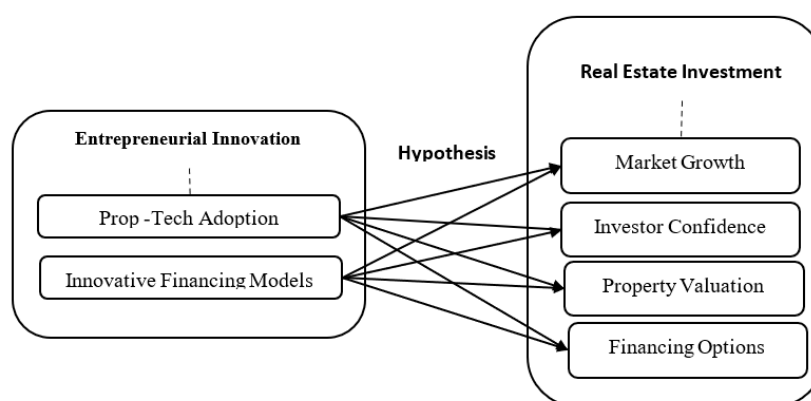 Real Estate Investment
Entrepreneurial Innovation
Hypothesis
Market Growth
Prop -Tech Adoption
Investor Confidence
Innovative Financing Models
Property Valuation
Financing Options